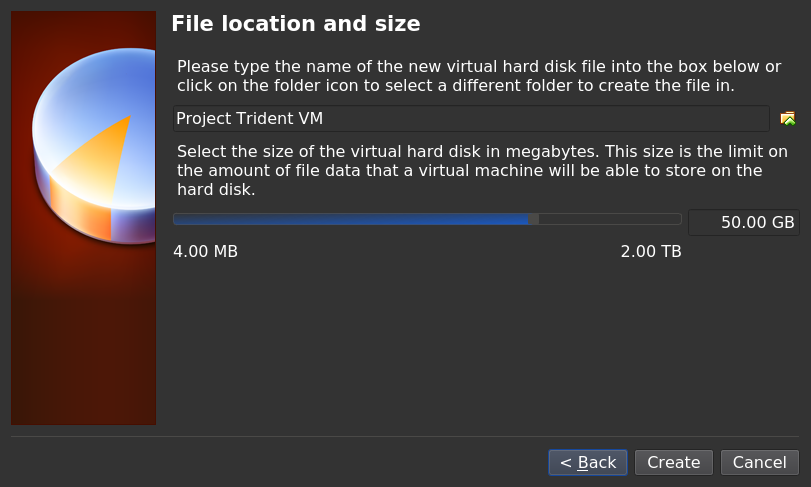 File location and size
Please type the name of the new virtual hard disk file into the box below or
click on the folder icon to select a different folder to create the file in.
Project Trident VM
Select the size of the virtual hard disk in megabytes. This size is the limit on
the amount of file data that a virtual machine will be able to store on the
hard disk.
50.00 GB
4.00 MB 2.00 TB
< Back Create Cancel